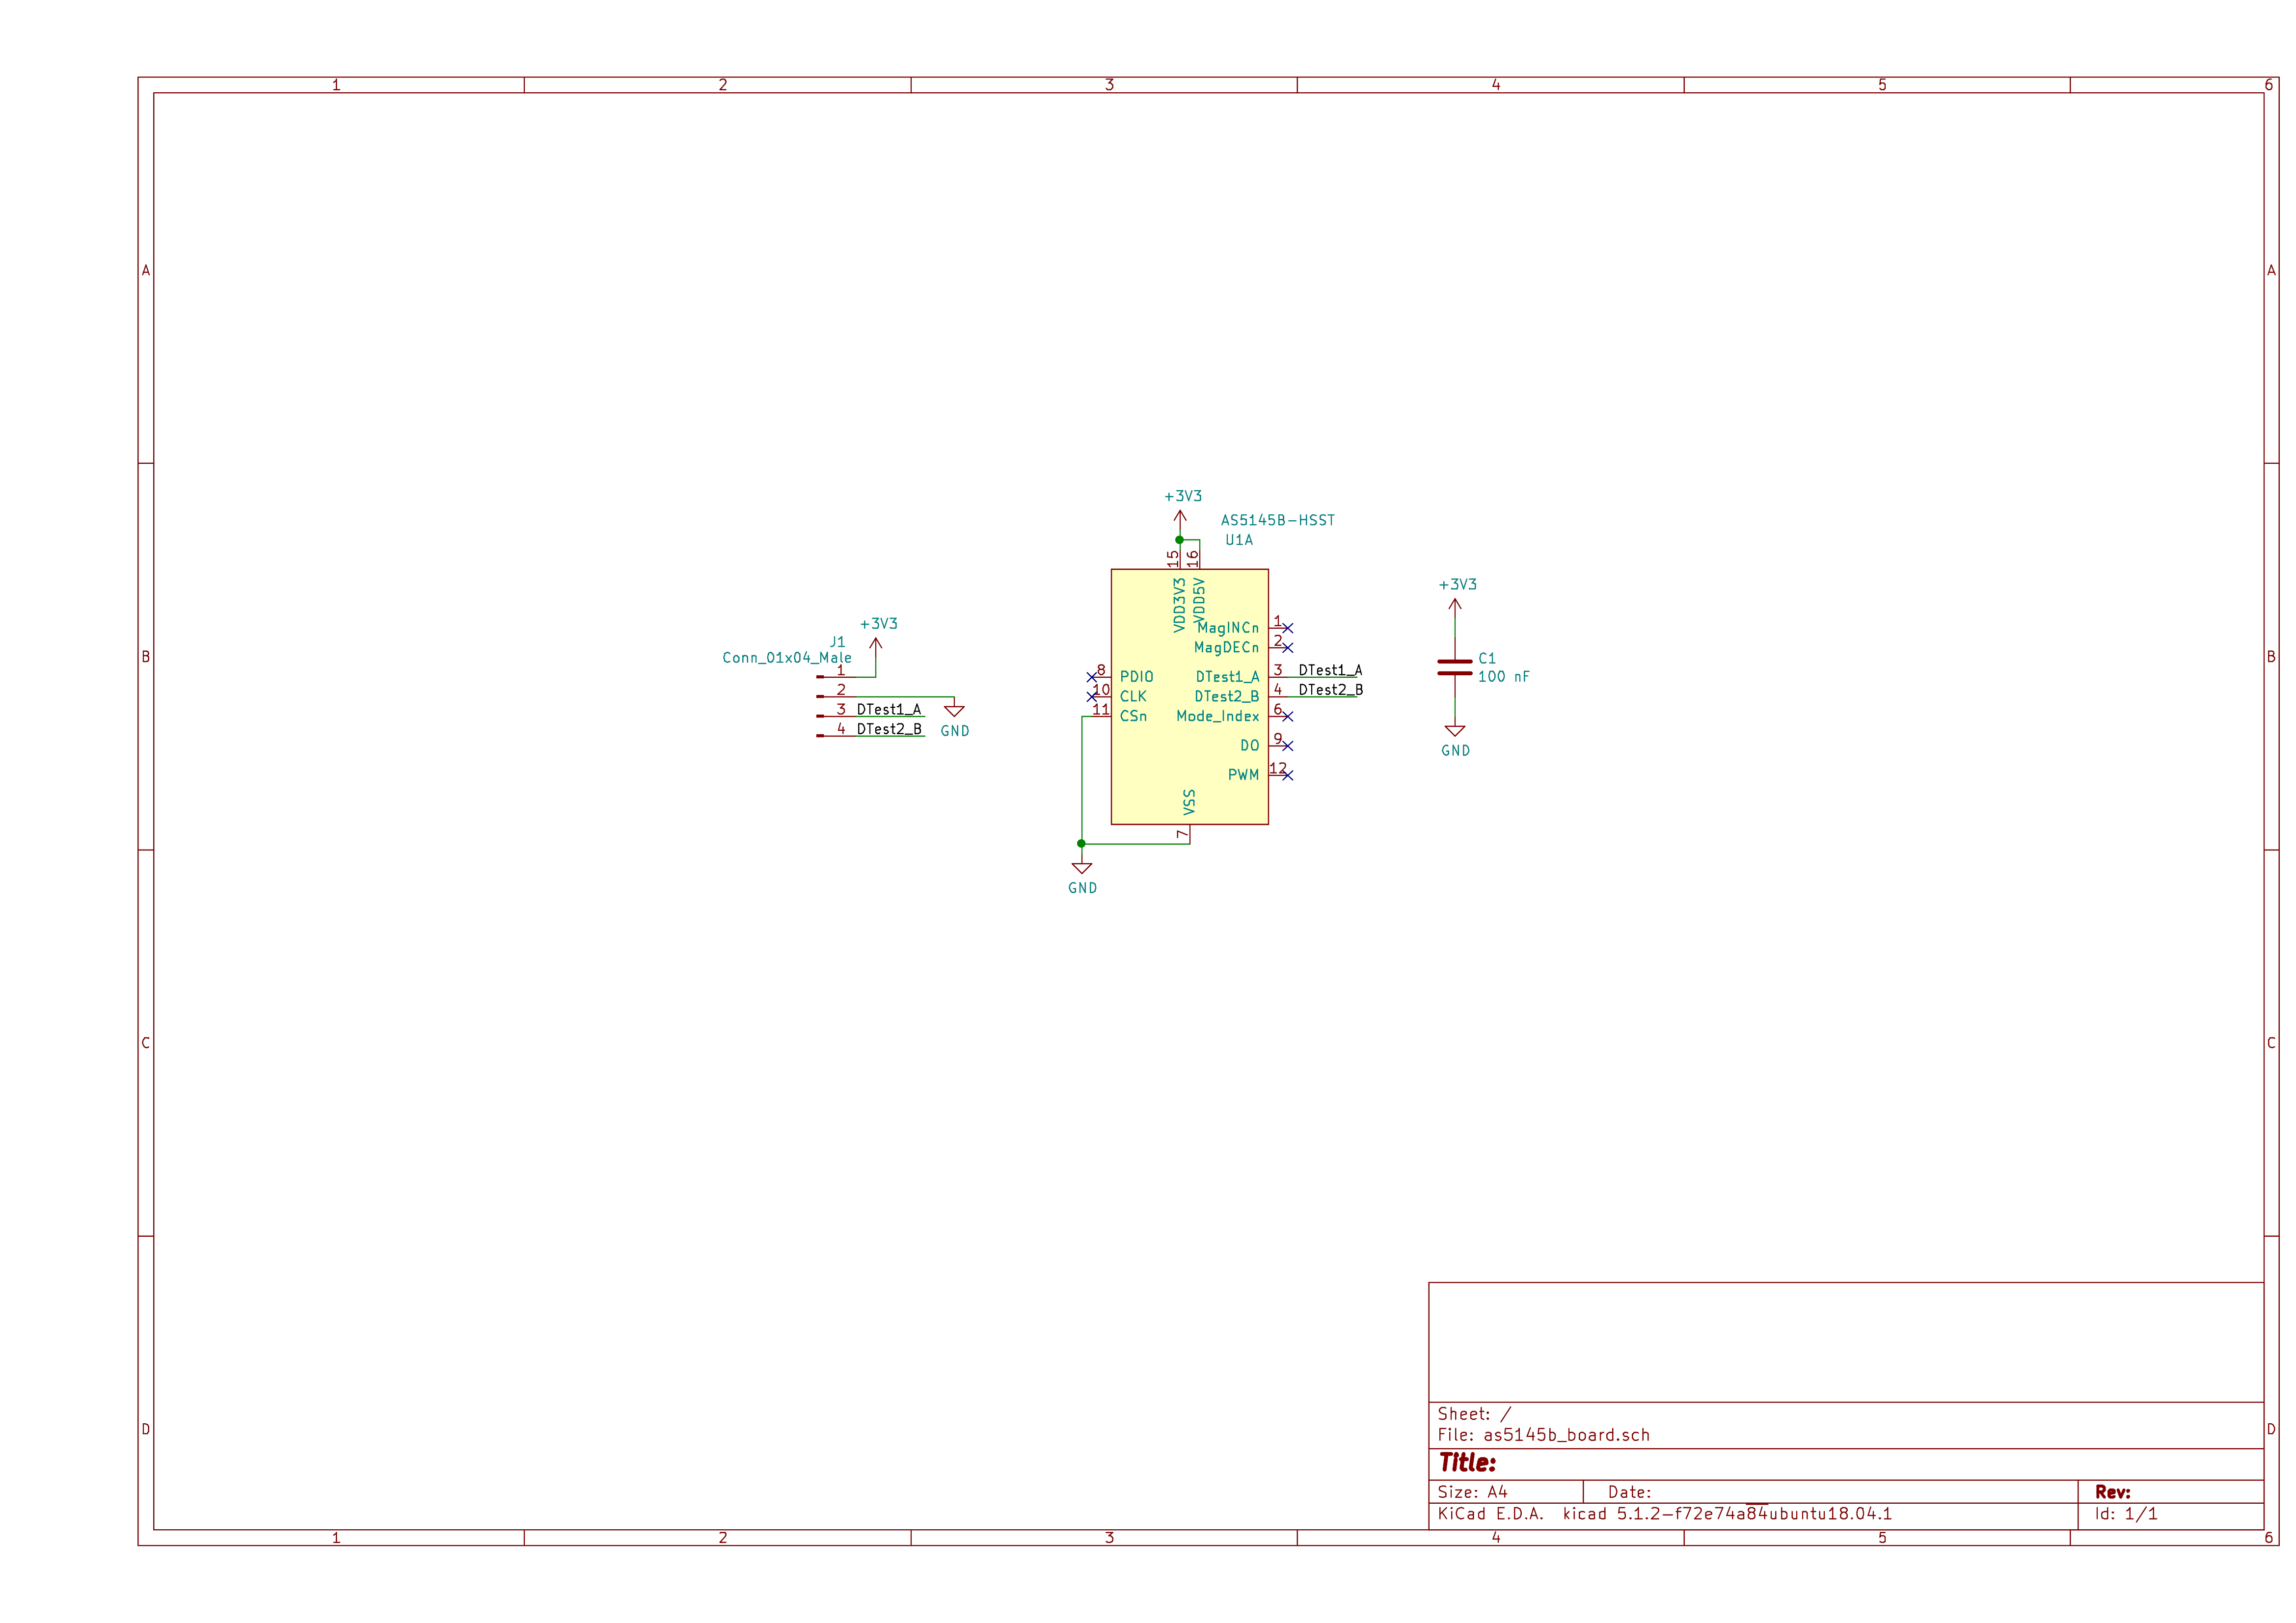 1 2 3 4 5 6
A A
+3V3
AS5145B-HSST
U1A
15 16
VDD3V3
VDD5V
+3V3
+3V3
J1
Conn_01x04_Male
1
2
3 DTest1_A
4 DTest2_B
GND
MagINCn 1
MagDECn 2
8 PDIO
10 CLK
11 CSn
DTest1_A 3 DTest1_A
DTest2_B 4 DTest2_B
Mode_Index 6
DO 9
PWM 12
VSS
7
GND
C1
100 nF
GND
B B
C C
D D
Sheet: /
File: as5145b_board.sch
Title:
Size: A4 Date: Rev:
KiCad E.D.A. kicad 5.1.2-f72e74a84ubuntu18.04.1 Id: 1/1
1 2 3 4 5 6